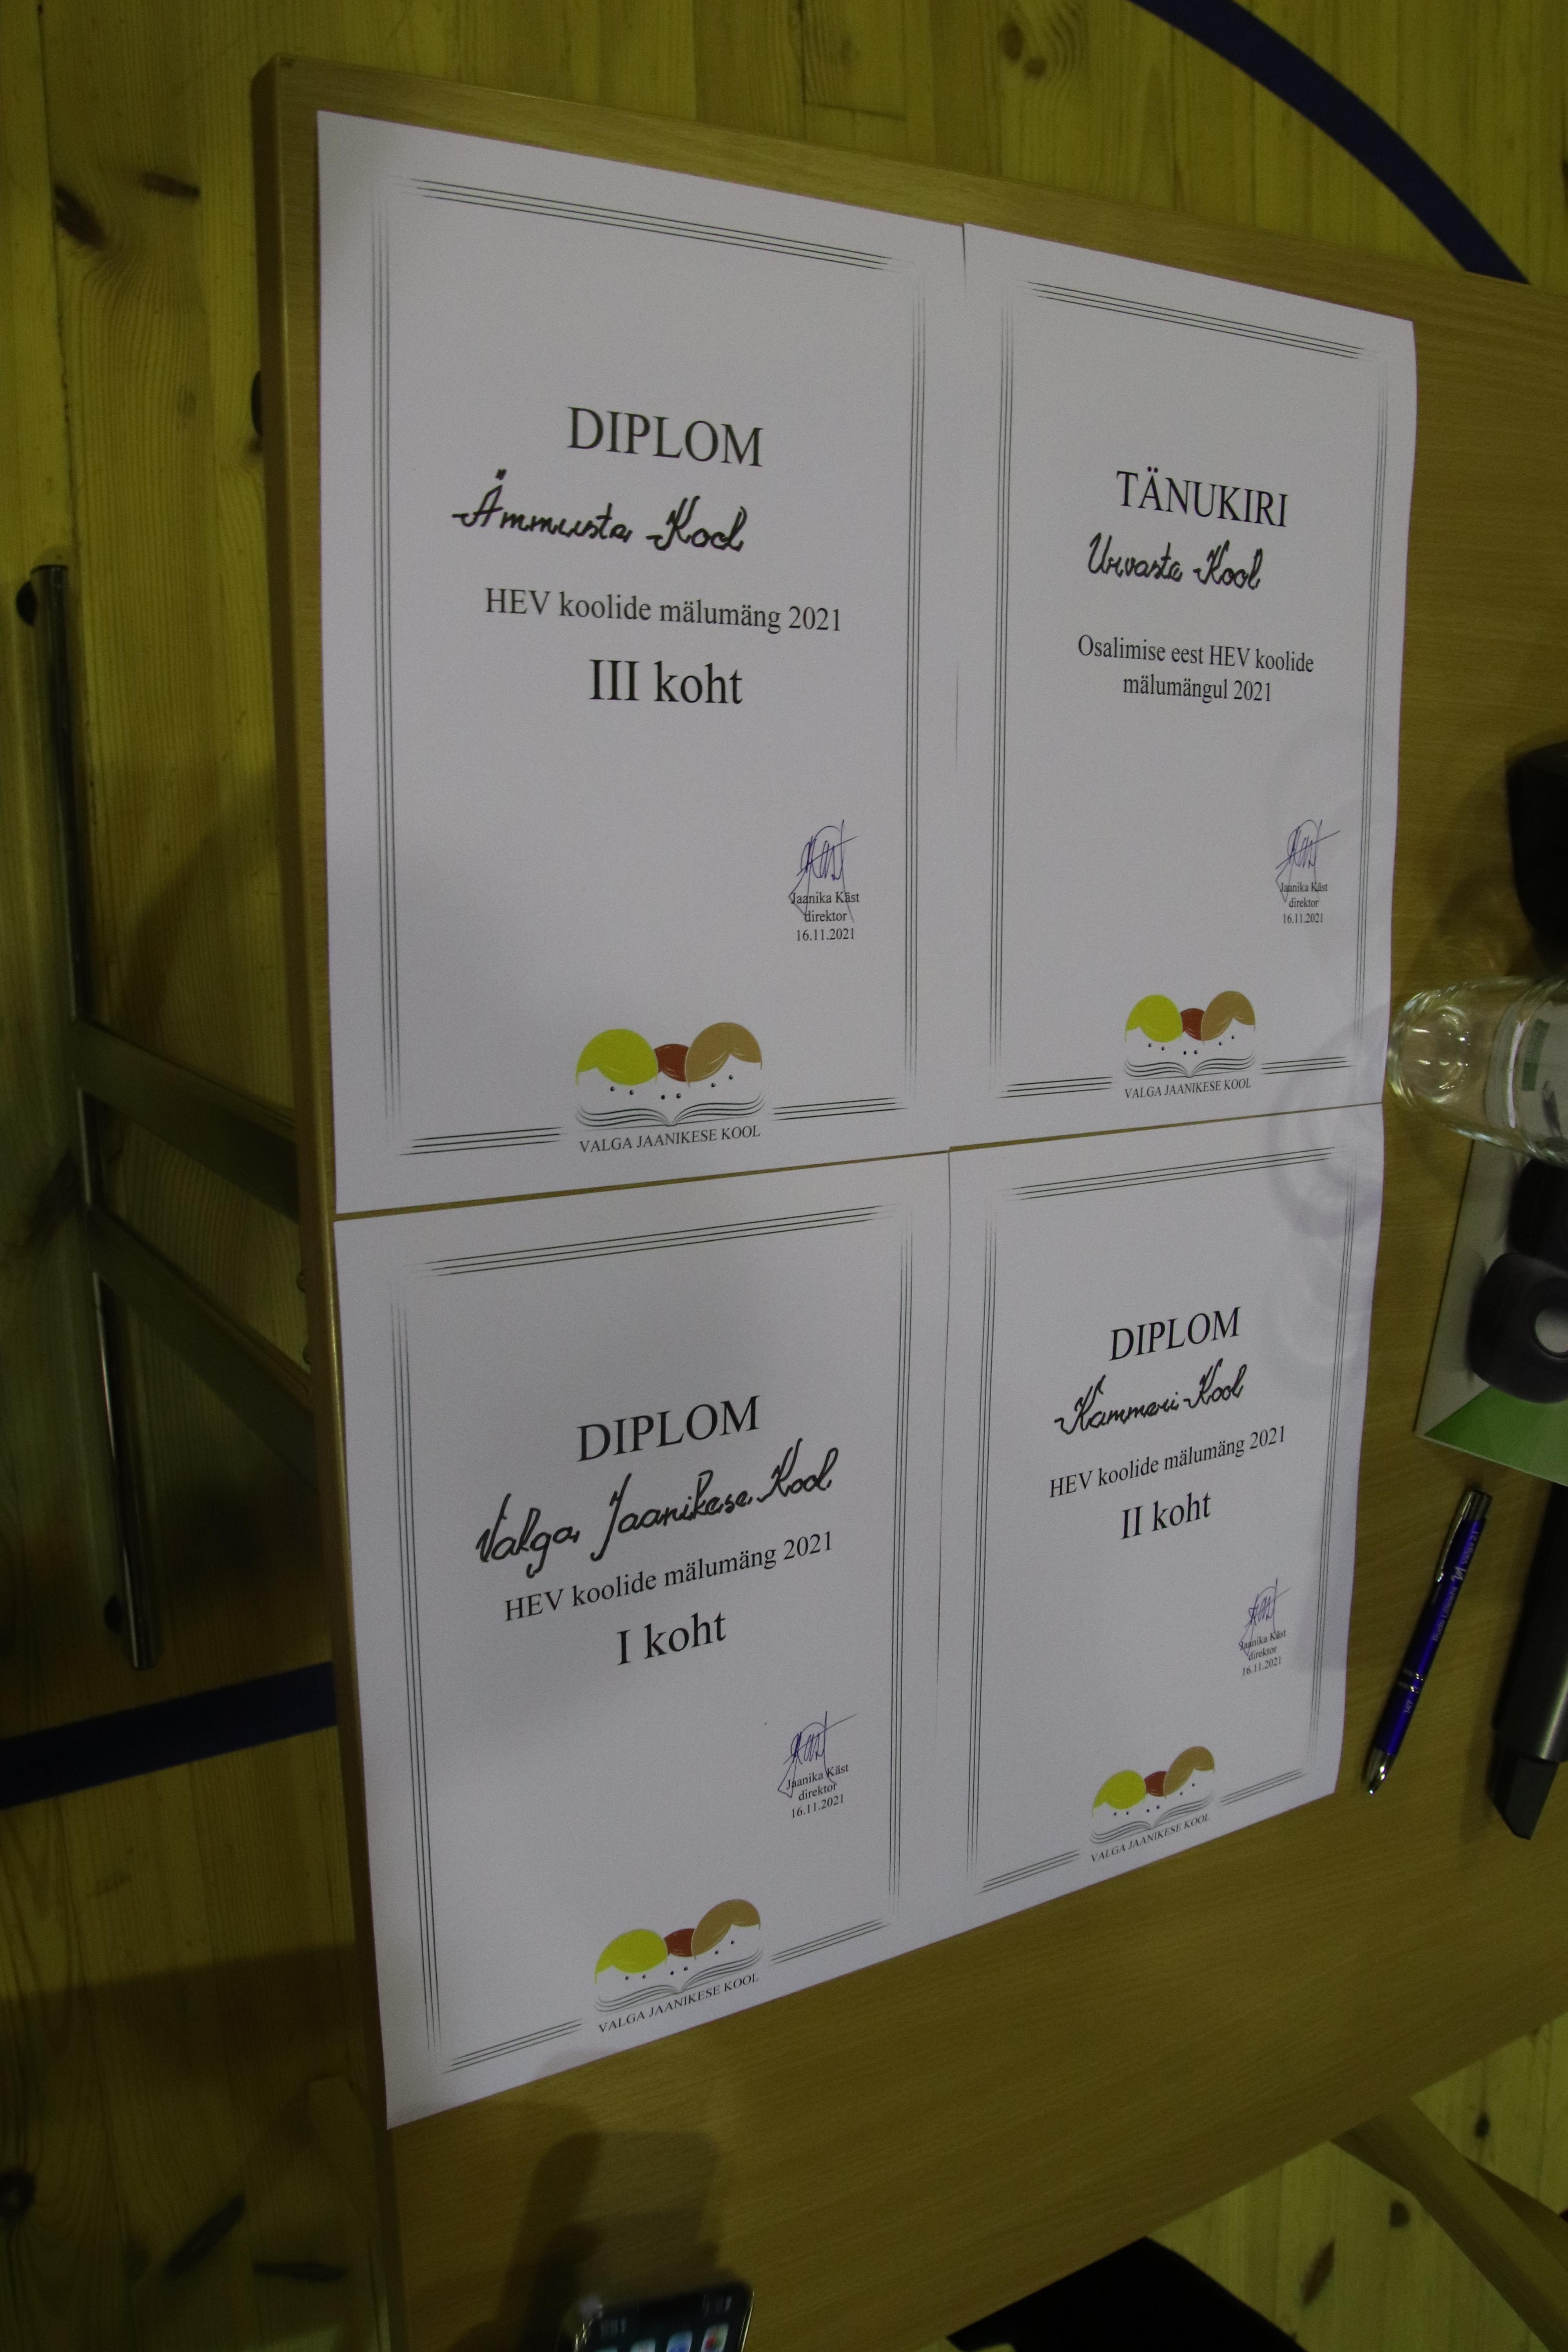 DIPLOM
Ämmusta Kool
HEV koolide mälumäng 2021
III koht
Jaanika Käst
direktor
16.11.2021
VALGA JAANIKESE KOOL
TÄNUKIRI
Urvaste Kool
Osalimise eest HEV koolide
mälumängul 2021
Jaanika Käst
direktor
16.11.2021
VALGA JAANIKESE KOOL
DIPLOM
Valga Jaanikese Kool
HEV koolide mälumäng 2021
I koht
Jaanika Käst
direktor
16.11.2021
VALGA JAANIKESE KOOL
DIPLOM
Kammeri Kool
HEV koolide mälumäng 2021
II koht
Jaanika Käst
direktor
16.11.2021
VALGA JAANIKESE KOOL